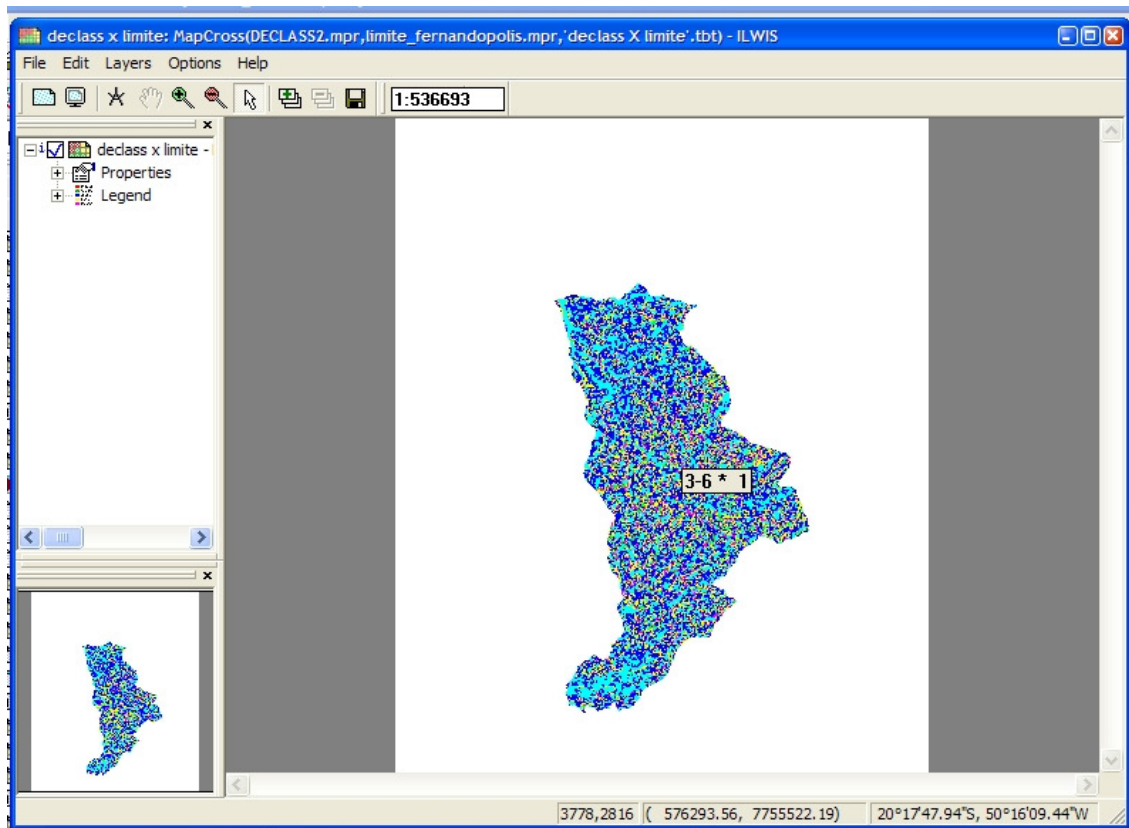 declass x limite: MapCross(DECLASS2.mpr,limite_fernandopolis.mpr,'declass X limite'.tbt) - ILWIS
File Edit Layers Options Help
1:536693
declass x limite -
Properties
Legend
3-6 * 1
3778,2816 ( 576293.56, 7755522.19) 20°17'47.94"S, 50°16'09.44"W